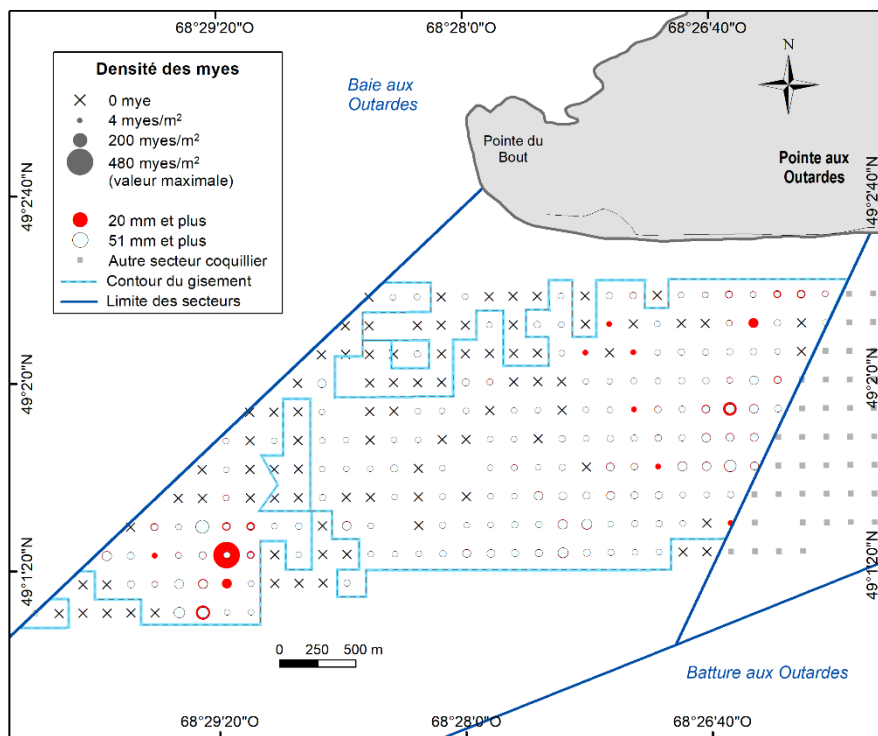 68°29'20"O 68°28'0"O 68°26'40"O
Densité des myes
0 mye
4 myes/m²
200 myes/m²
480 myes/m²
(valeur maximale)
20 mm et plus
51 mm et plus
Autre secteur coquillier
Contour du gisement
Limite des secteurs
Baie aux
Outardes
N
Pointe du
Bout
Pointe aux
Outardes
49°2'40"N
49°2'40"N
49°2'0"N
49°2'0"N
49°1'20"N
49°1'20"N
0 250 500 m
Batture aux Outardes
68°29'20"O 68°28'0"O 68°26'40"O